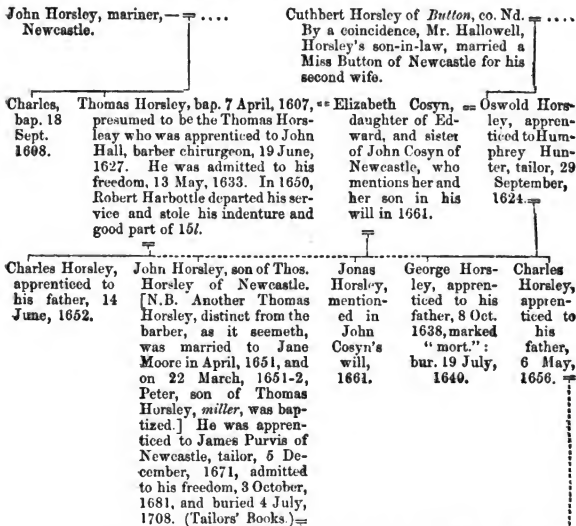 John Horsley, mariner,—⚌....
Newcastle.
Cuthbert Horsley of Button, co. Nd. ⚌ ....
By a coincidence, Mr. Hallowell,
Horsley's son-in-law, married a
Miss Button of Newcastle for his
second wife.
Charles,
bap. 18
Sept.
1608.
Thomas Horsley, bap. 7 April, 1607,
presumed to be the Thomas Hors-
leay who was apprenticed to John
Hall, barber chirurgeon, 19 June,
1627. He was admitted to his
freedom, 13 May, 1633. In 1650,
Robert Harbottle departed his ser-
vice and stole his indenture and
good part of 15l.
⚌ Elizabeth Cosyn,
daughter of Ed-
ward, and sister
of John Cosyn of
Newcastle, who
mentions her and
her son in his
will in 1661.
⚌ Oswold Hors-
ley, appren-
ticed to Hum-
phrey Hun-
ter, tailor, 29
September,
1624.⚌
Charles Horsley,
apprenticed to
his father, 14
June, 1652.
John Horsley, son of Thos.
Horsley of Newcastle.
[N.B. Another Thomas
Horsley, distinct from the
barber, as it seemeth,
was married to Jane
Moore in April, 1651, and
on 22 March, 1651-2,
Peter, son of Thomas
Horsley, miller, was bap-
tized.] He was appren-
ticed to James Purvis of
Newcastle, tailor, 5 De-
cember, 1671, admitted
to his freedom, 3 October,
1681, and buried 4 July,
1708. (Tailors' Books.)⚌
Jonas
Horsley,
mention-
ed in
John
Cosyn's
will,
1661.
George Hors-
ley, appren-
ticed to his
father, 8 Oct.
1638, marked
"mort.":
bur. 19 July,
1640.
Charles
Horsley,
appren-
ticed to
his
father,
6 May,
1656. ⚌